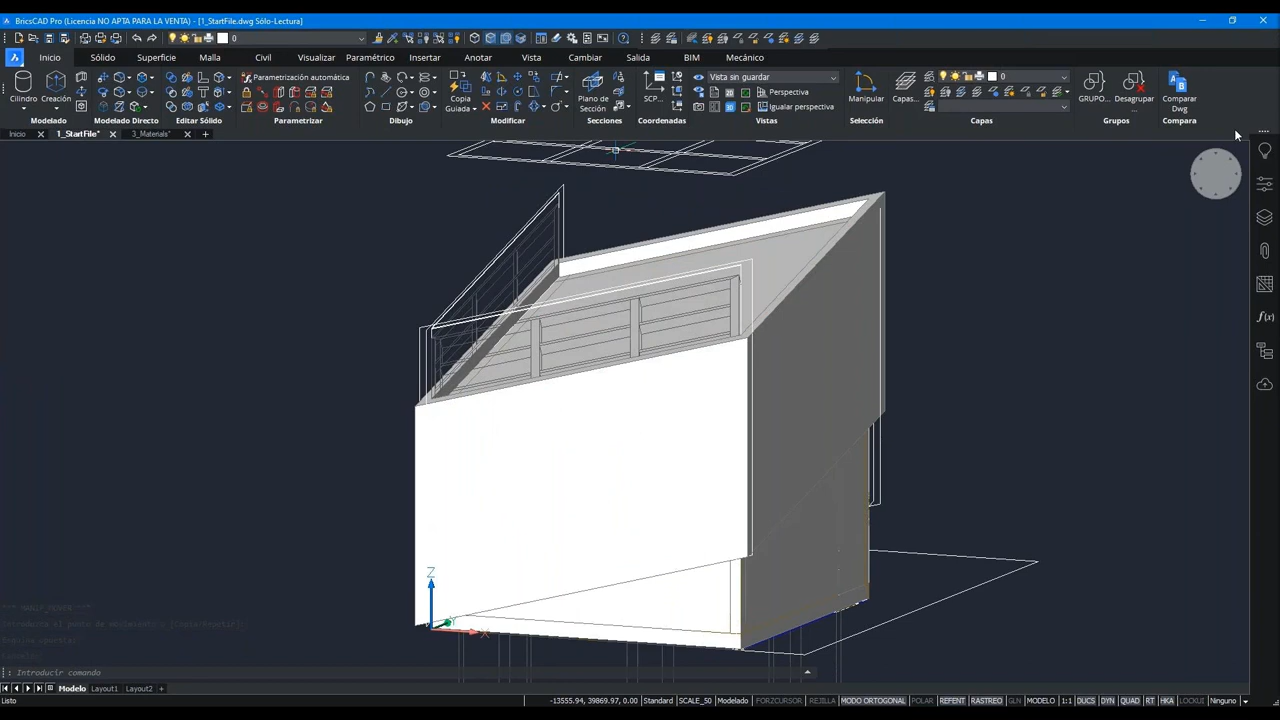 BricsCAD Pro (Licencia NO APTA PARA LA VENTA) - [1_StartFile.dwg Sólo-Lectura]
0
Inicio Sólido Superficie Malla Civil Visualizar Paramétrico Insertar Anotar Vista Cambiar Salida BIM Mecánico
Cilindro Creación Parametrización automática Copia Guiada Plano de Sección SCP... Vista sin guardar Perspectiva Igualar perspectiva Manipular Capas... 0 GRUPO... Desagrupar... Comparar Dwg
Modelado Modelado Directo Editar Sólido Parametrizar Dibujo Modificar Secciones Coordenadas Vistas Selección Capas Grupos Compara
Inicio 1_StartFile* 3_Materials*
f(x)
Z
Y
X
: Introducir comando
Modelo Layout1 Layout2
Listo -13555.94, 39869.97, 0.00 Standard SCALE_50 Modelado FORZCURSOR REJILLA MODO ORTOGONAL POLAR REFENT RASTREO GLN MODELO 1:1 DUCS DYN QUAD RT HKA LOCKUI Ninguno